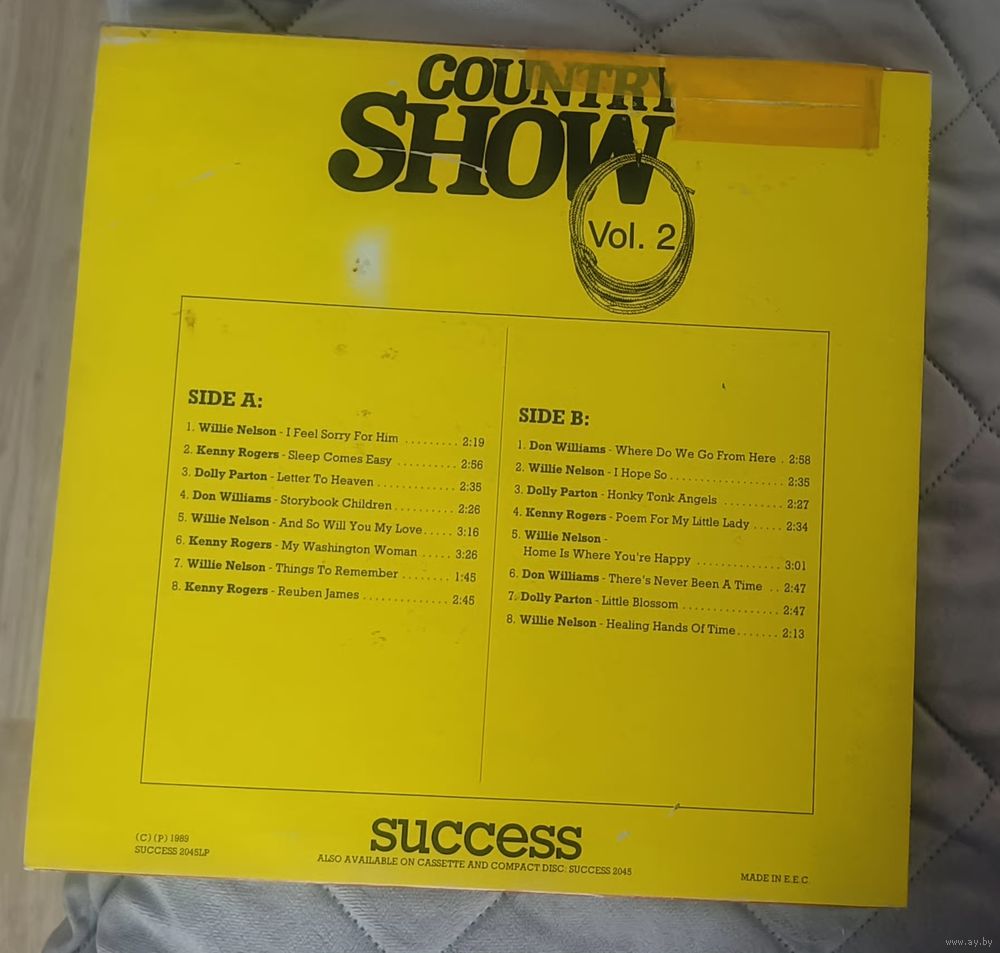 COUNTRY
SHOW
Vol. 2
SIDE A:
1. Willie Nelson - I Feel Sorry For Him ......... 2:19
2. Kenny Rogers - Sleep Comes Easy .......... 2:56
3. Dolly Parton - Letter To Heaven ............. 2:35
4. Don Williams - Storybook Children .......... 2:26
5. Willie Nelson - And So Will You My Love ..... 3:16
6. Kenny Rogers - My Washington Woman ..... 3:26
7. Willie Nelson - Things To Remember ........ 1:45
8. Kenny Rogers - Reuben James .............. 2:45
SIDE B:
1. Don Williams - Where Do We Go From Here . 2:58
2. Willie Nelson - I Hope So .................. 2:35
3. Dolly Parton - Honky Tonk Angels .......... 2:27
4. Kenny Rogers - Poem For My Little Lady ..... 2:34
5. Willie Nelson -
Home Is Where You're Happy ............. 3:01
6. Don Williams - There's Never Been A Time .. 2:47
7. Dolly Parton - Little Blossom ............... 2:47
8. Willie Nelson - Healing Hands Of Time ....... 2:13
(C) (P) 1989
SUCCESS 2045LP
success
ALSO AVAILABLE ON CASSETTE AND COMPACT DISC: SUCCESS 2045
MADE IN E.E.C.
www.ay.by